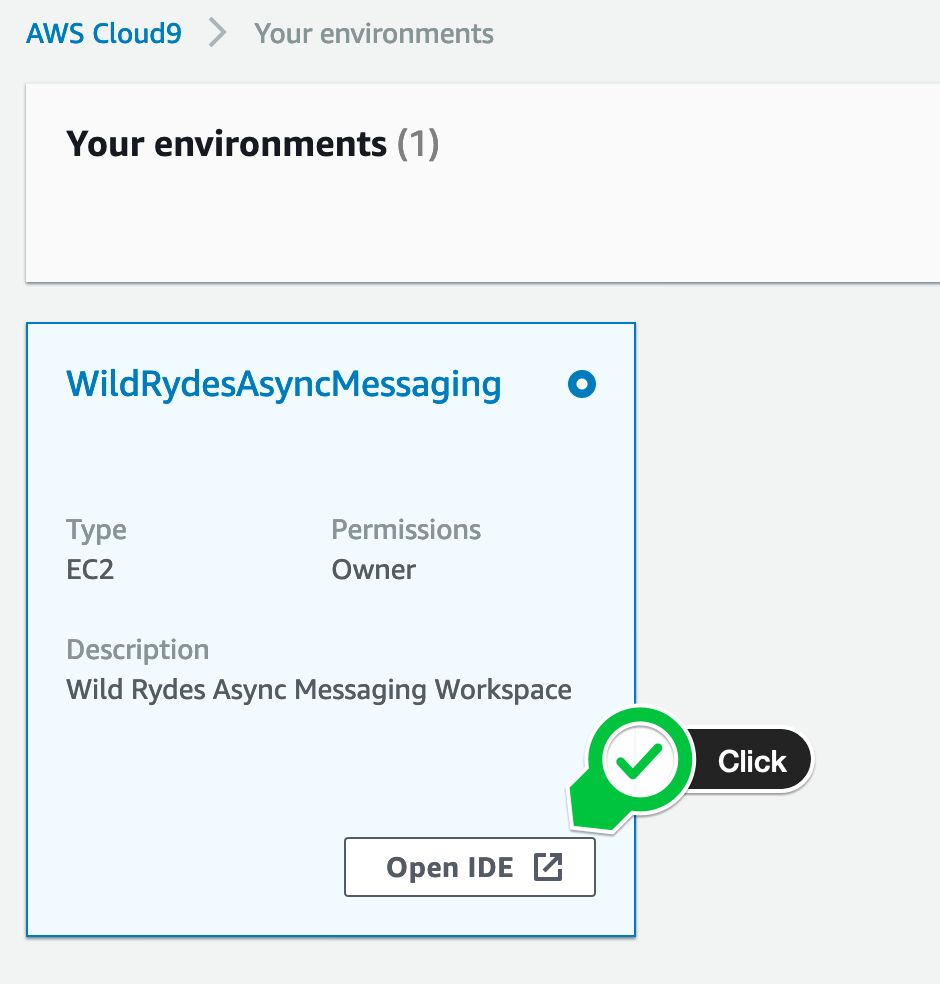 AWS Cloud9 > Your environments
Your environments (1)
WildRydesAsyncMessaging
Type Permissions
EC2 Owner
Description
Wild Rydes Async Messaging Workspace
Click
Open IDE